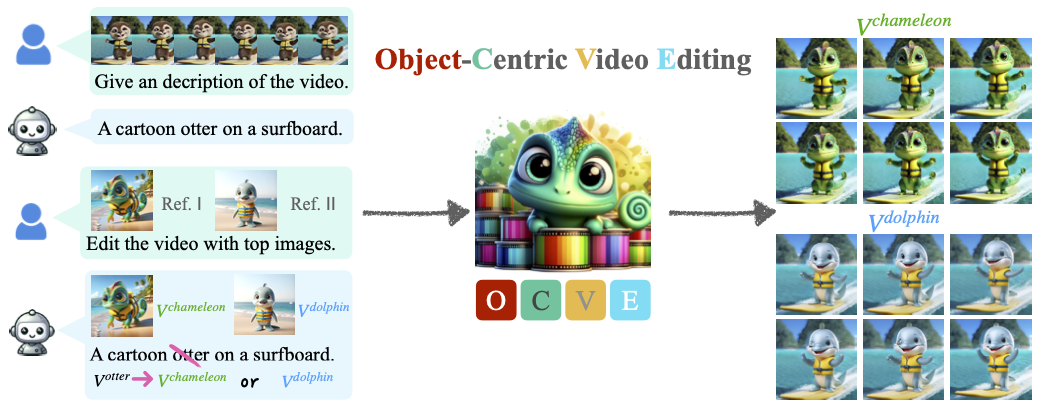 Give an decription of the video.
A cartoon otter on a surfboard.
Ref. I
Ref. II
Edit the video with top images.
V^chameleon
V^dolphin
A cartoon otter on a surfboard.
V^otter V^chameleon or V^dolphin
Object-Centric Video Editing
O C V E
V^chameleon
V^dolphin